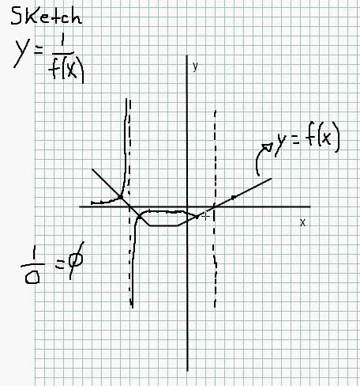 Sketch
y = 1/f(x)
y
y = f(x)
x
1/0 = ∅